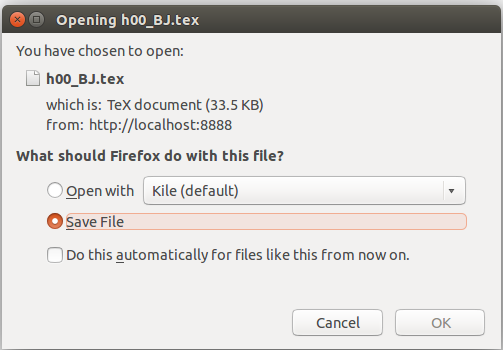 Opening h00_BJ.tex
You have chosen to open:
h00_BJ.tex
which is: TeX document (33.5 KB)
from: http://localhost:8888
What should Firefox do with this file?
Open with Kile (default)
Save File
Do this automatically for files like this from now on.
Cancel OK